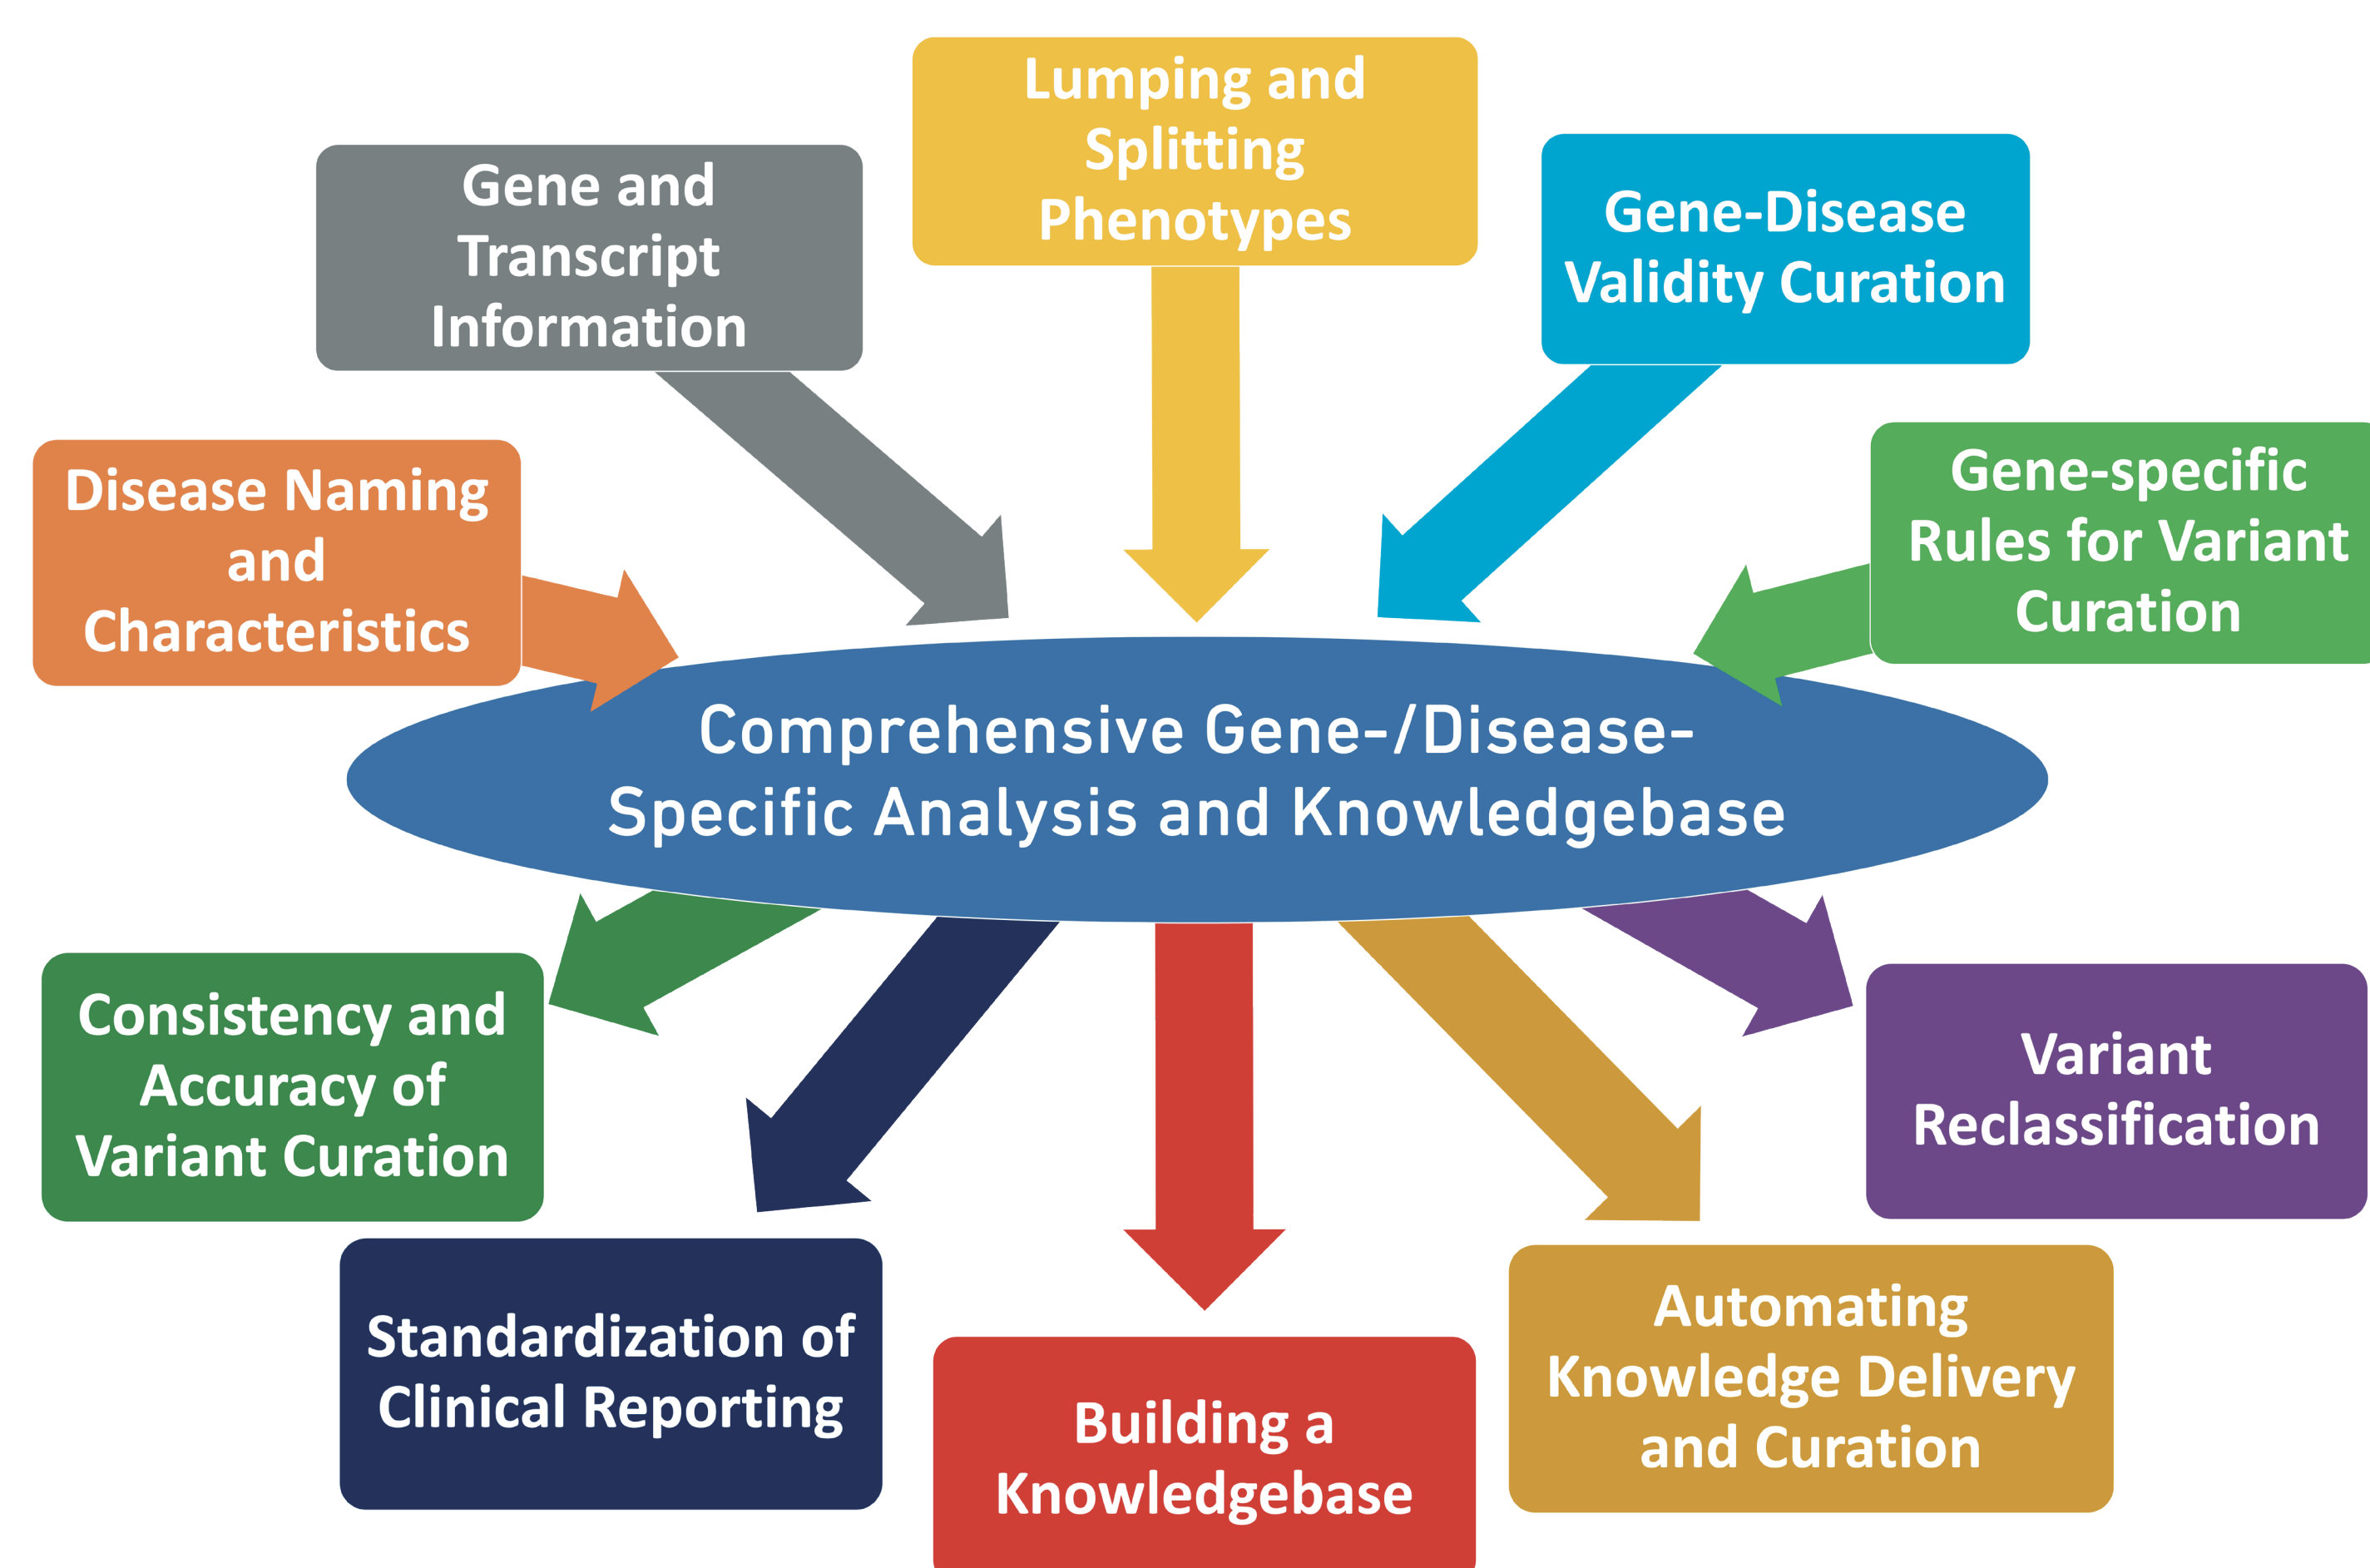 Lumping and
Splitting
Phenotypes
Gene and
Transcript
Information
Gene-Disease
Validity Curation
Disease Naming
and
Characteristics
Gene-specific
Rules for Variant
Curation
Comprehensive Gene-/Disease-
Specific Analysis and Knowledgebase
Consistency and
Accuracy of
Variant Curation
Variant
Reclassification
Standardization of
Clinical Reporting
Automating
Knowledge Delivery
and Curation
Building a
Knowledgebase